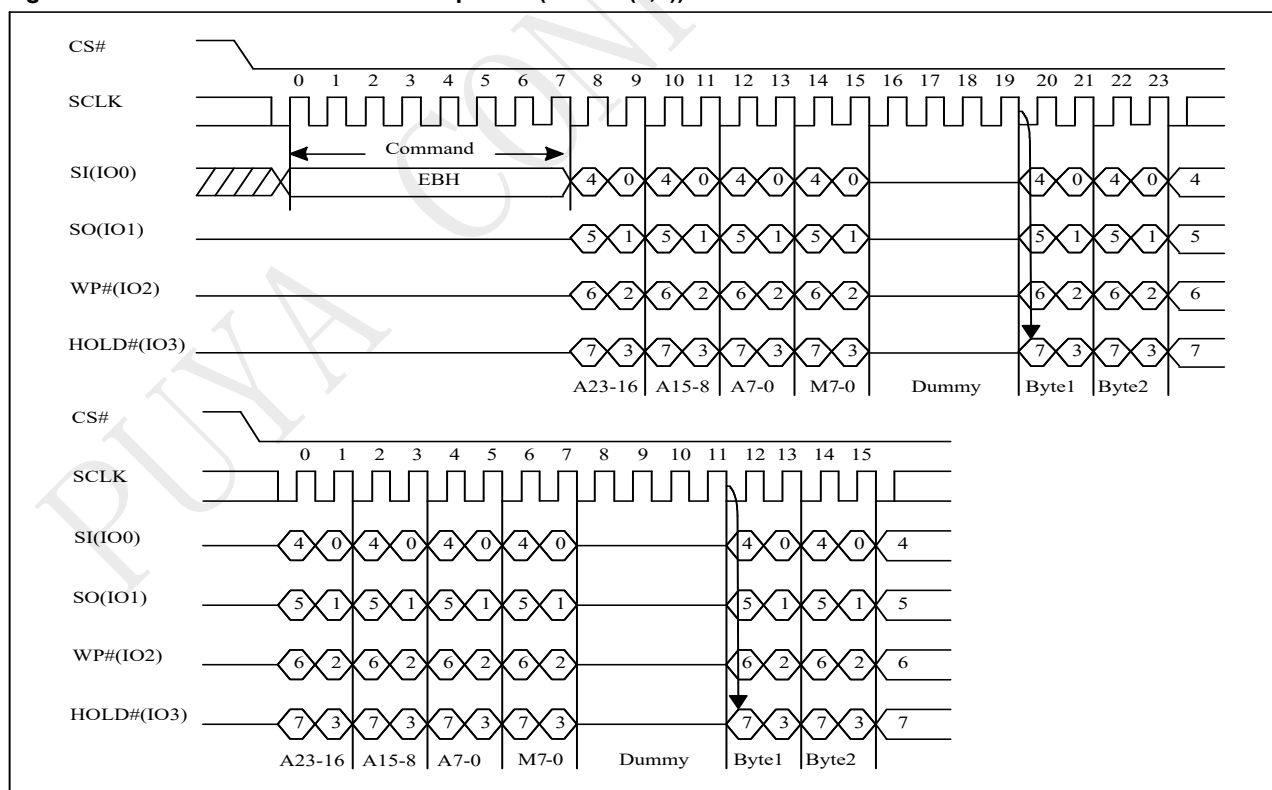 CS#
0 1 2 3 4 5 6 7 8 9 10 11 12 13 14 15 16 17 18 19 20 21 22 23
SCLK
Command
SI(IO0) EBH 4 0 4 0 4 0 4 0 4 0 4 0 4
SO(IO1) 5 1 5 1 5 1 5 1 5 1 5 1 5
WP#(IO2) 6 2 6 2 6 2 6 2 6 2 6 2 6
HOLD#(IO3) 7 3 7 3 7 3 7 3 7 3 7 3 7
A23-16 A15-8 A7-0 M7-0 Dummy Byte1 Byte2
CS#
0 1 2 3 4 5 6 7 8 9 10 11 12 13 14 15
SCLK
SI(IO0) 4 0 4 0 4 0 4 0 4 0 4 0 4
SO(IO1) 5 1 5 1 5 1 5 1 5 1 5 1 5
WP#(IO2) 6 2 6 2 6 2 6 2 6 2 6 2 6
HOLD#(IO3) 7 3 7 3 7 3 7 3 7 3 7 3 7
A23-16 A15-8 A7-0 M7-0 Dummy Byte1 Byte2
PUYA CON